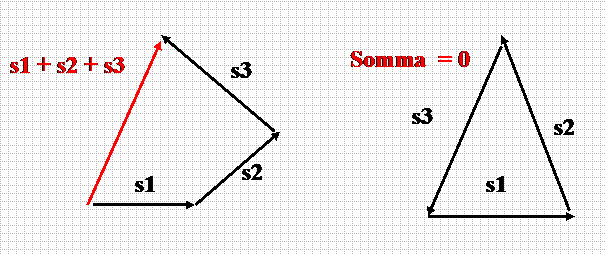 s1 + s2 + s3
s3
s2
s1
Somma = 0
s3
s2
s1